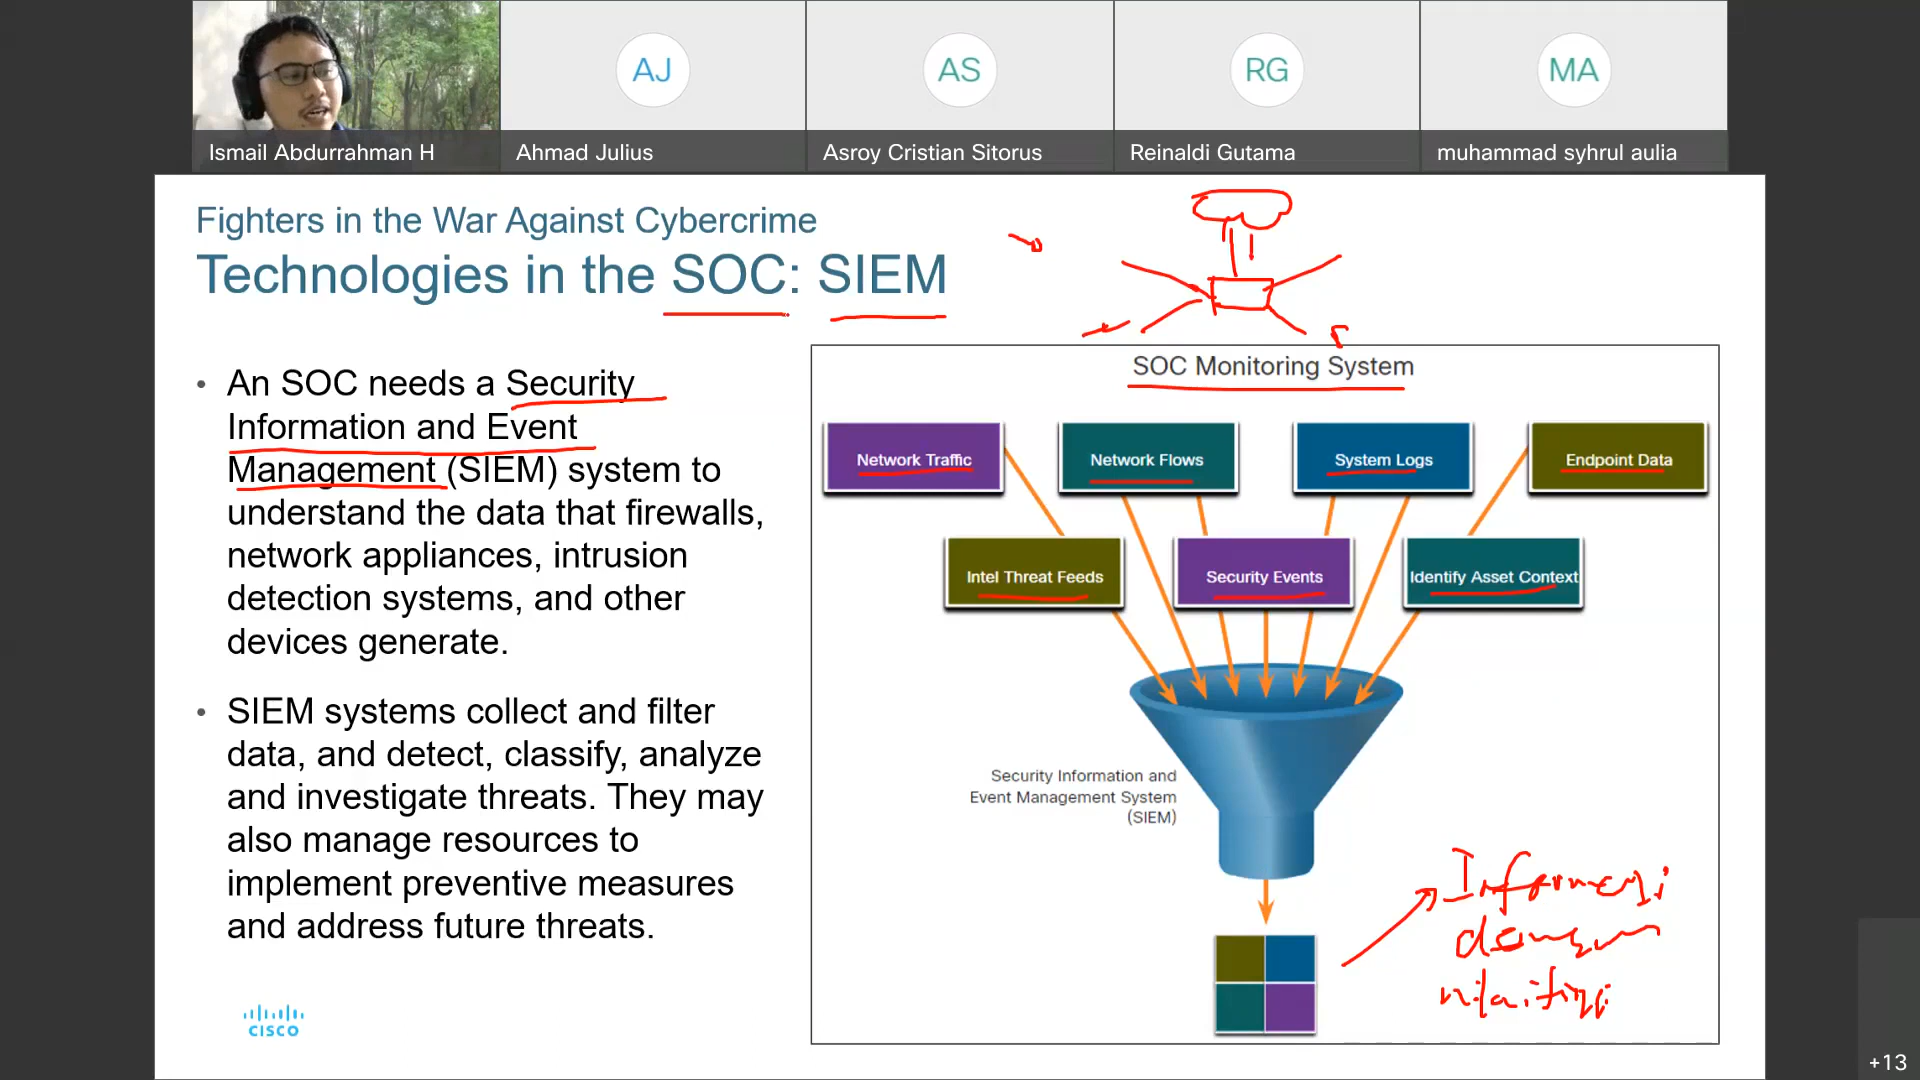 AJ
AS
RG
MA
Ismail Abdurrahman H
Ahmad Julius
Asroy Cristian Sitorus
Reinaldi Gutama
muhammad syhrul aulia
Fighters in the War Against Cybercrime
Technologies in the SOC: SIEM
• An SOC needs a Security
Information and Event
Management (SIEM) system to
understand the data that firewalls,
network appliances, intrusion
detection systems, and other
devices generate.
• SIEM systems collect and filter
data, and detect, classify, analyze
and investigate threats. They may
also manage resources to
implement preventive measures
and address future threats.
CISCO
SOC Monitoring System
Network Traffic
Network Flows
System Logs
Endpoint Data
Intel Threat Feeds
Security Events
Identify Asset Context
Security Information and
Event Management System
(SIEM)
+13